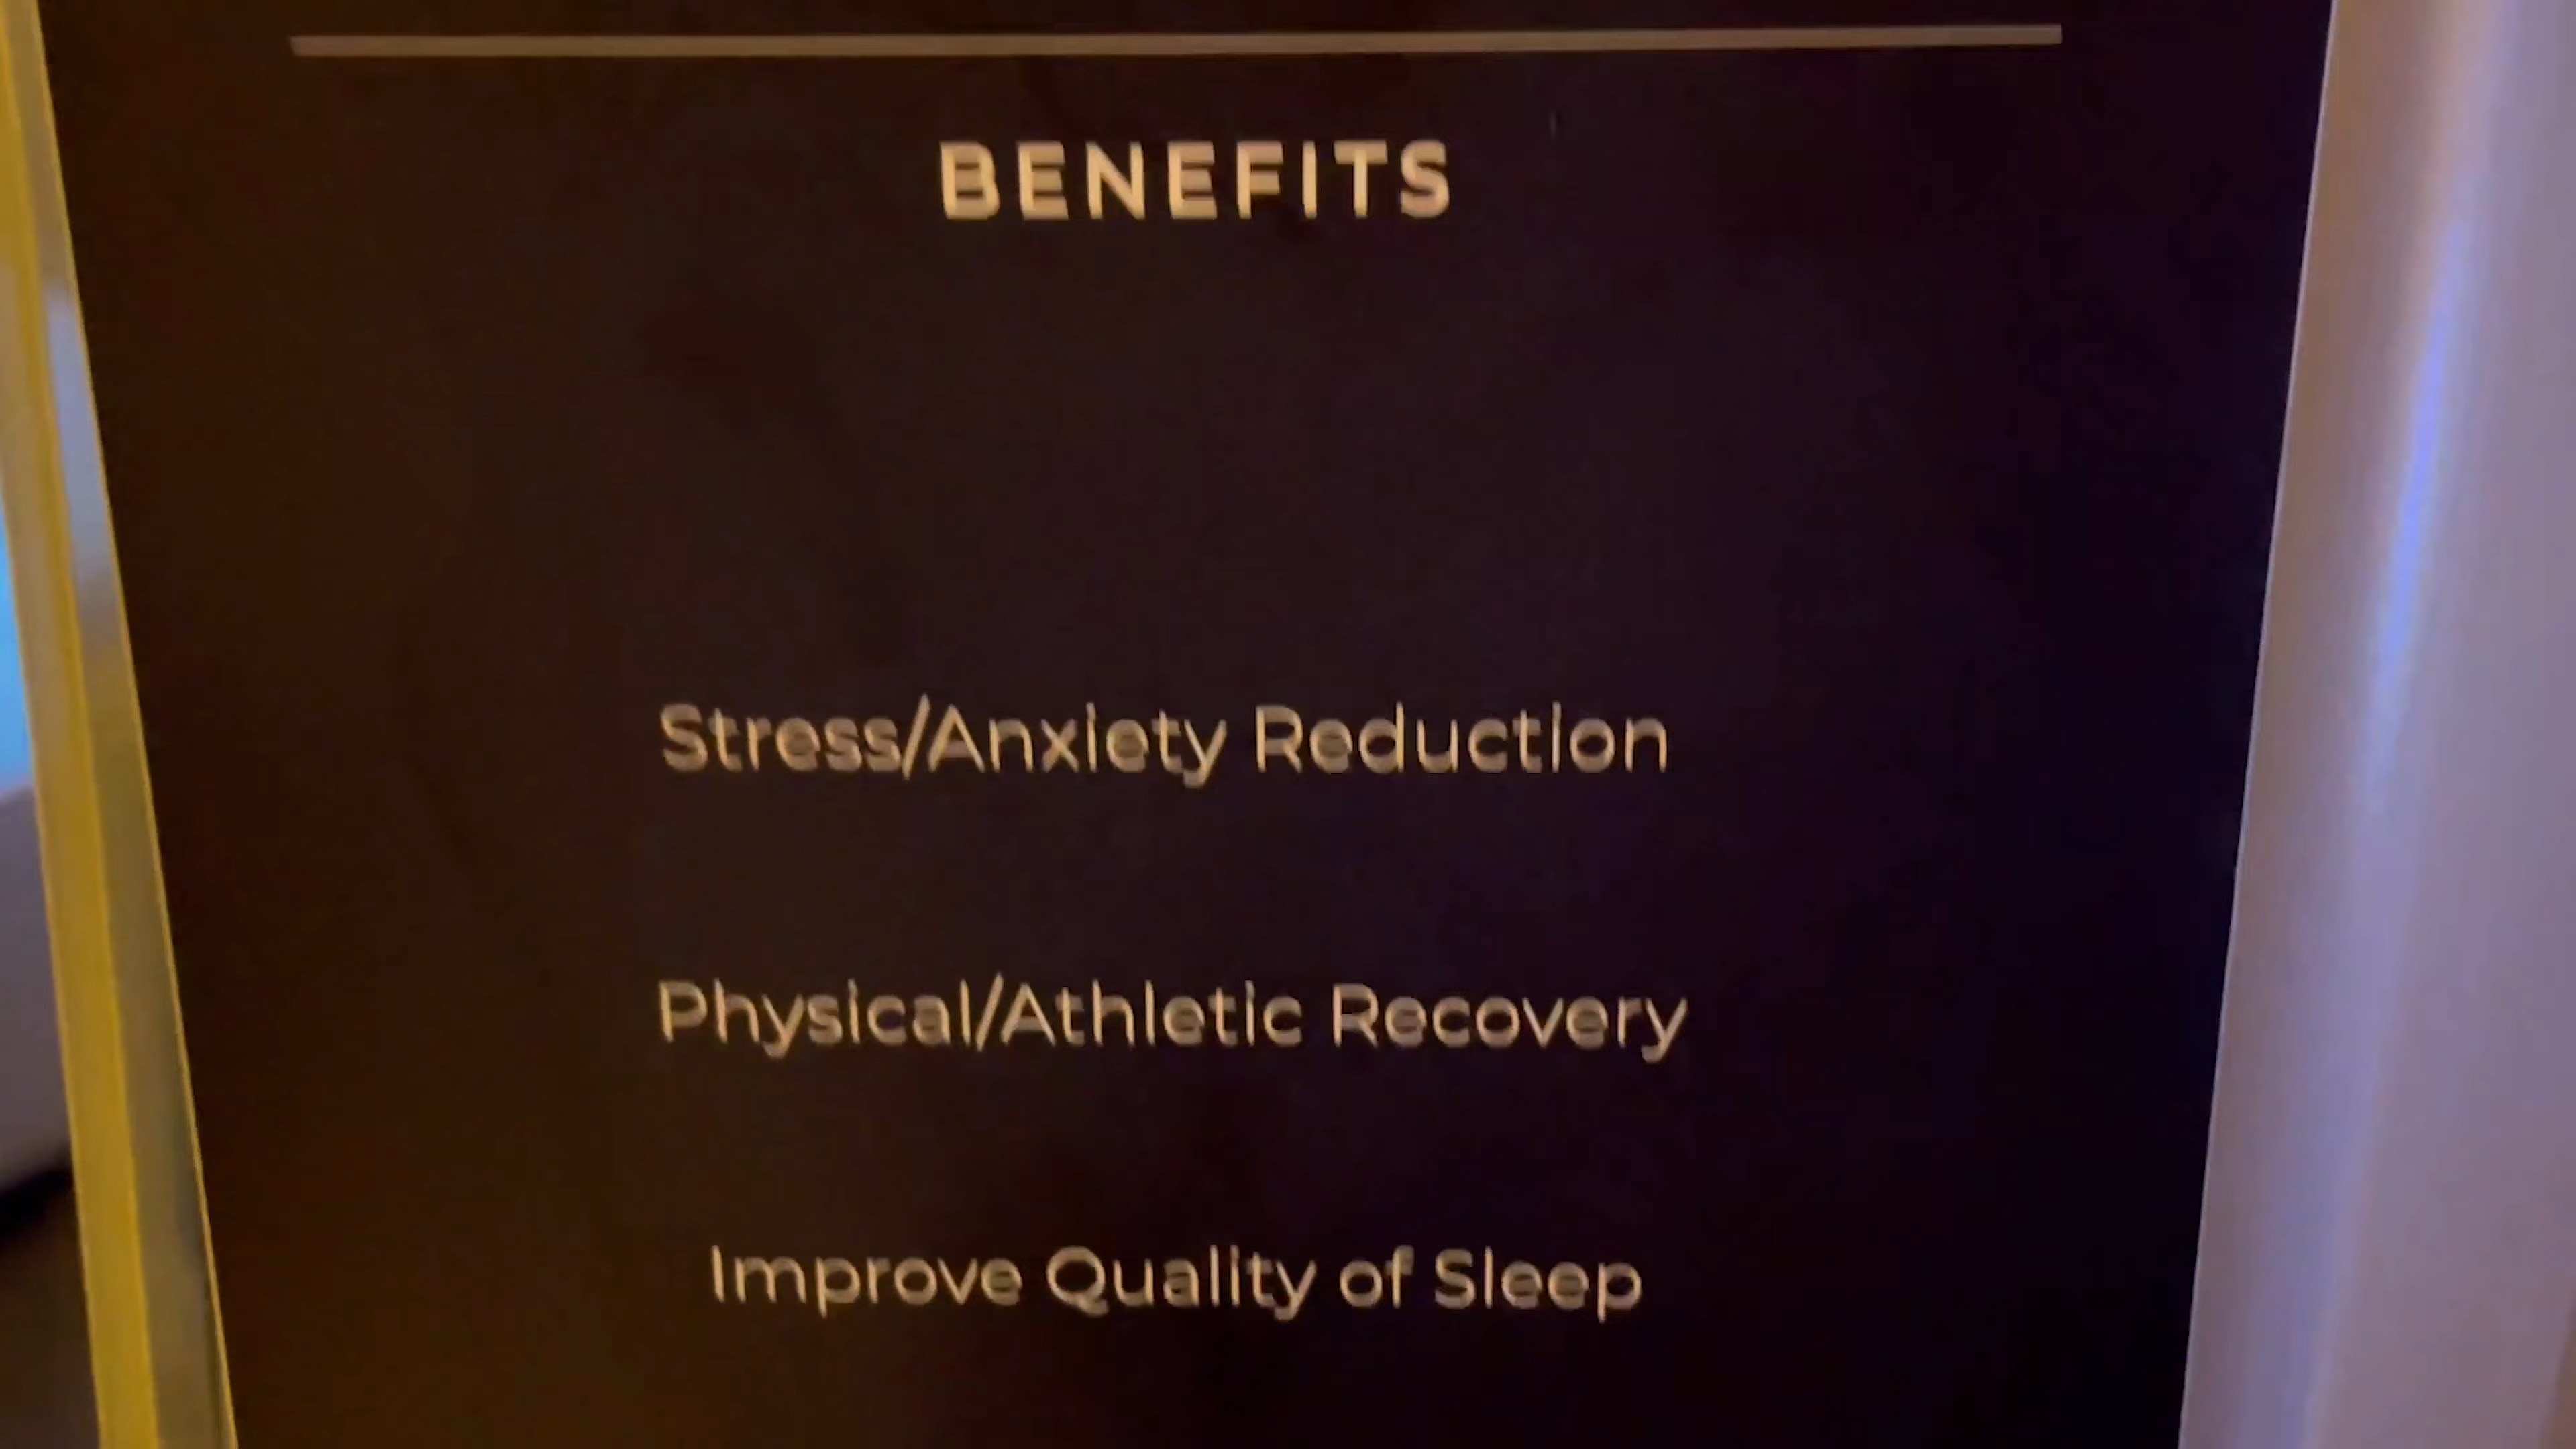 BENEFITS
Stress/Anxiety Reduction
Physical/Athletic Recovery
Improve Quality of Sleep